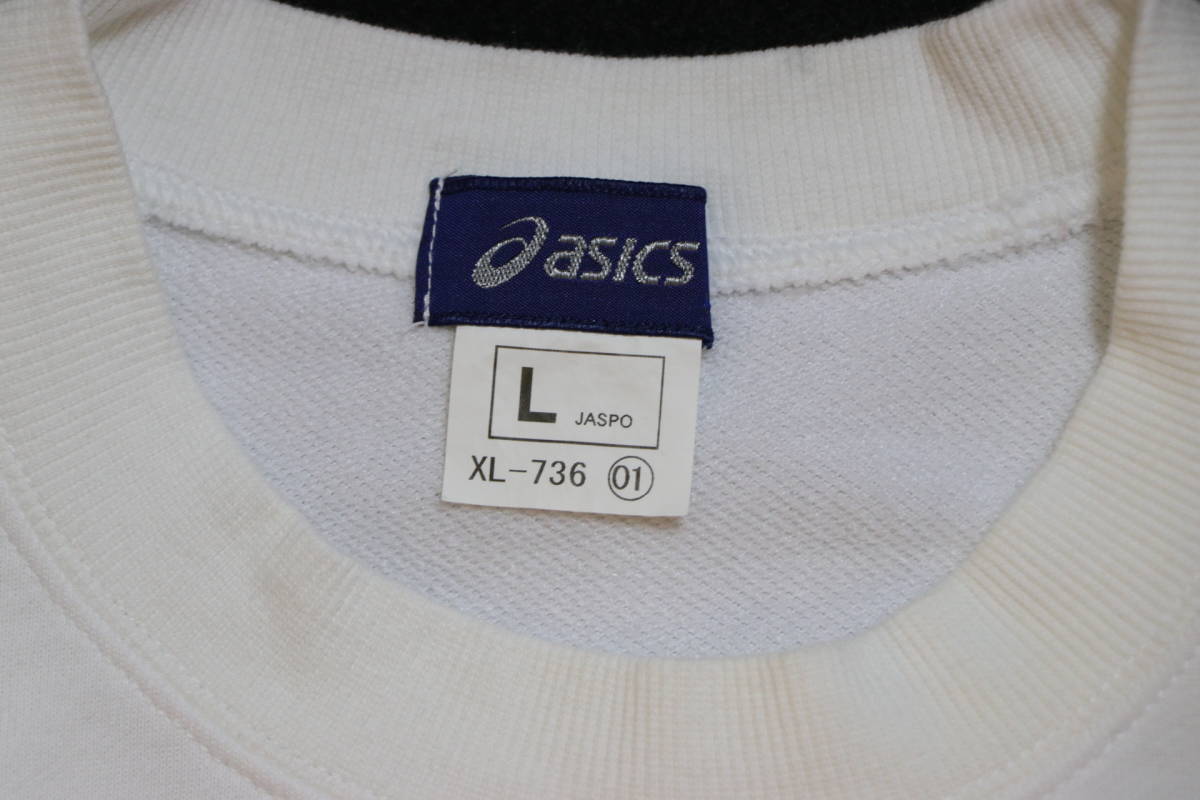 asics
L JASPO
XL-736 01